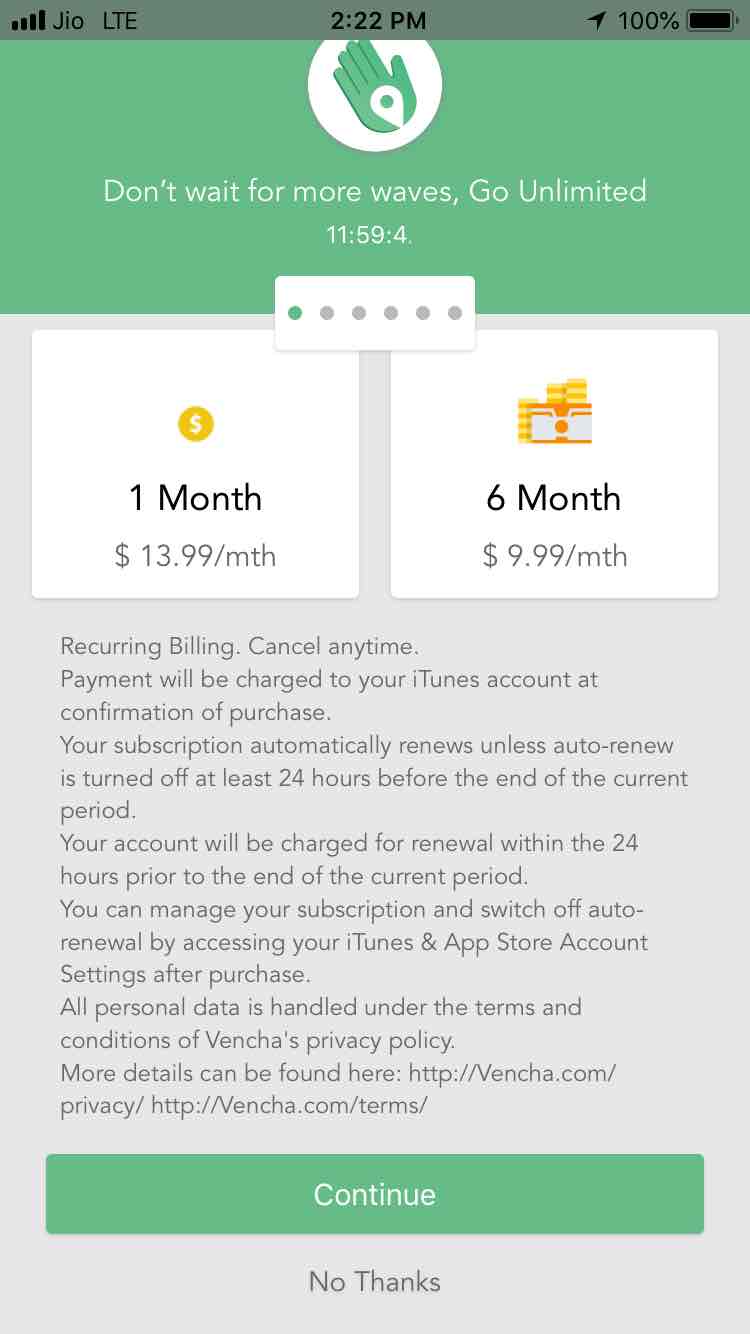 Jio LTE 2:22 PM 100%
Don't wait for more waves, Go Unlimited
11:59:4.
$
1 Month
$ 13.99/mth
6 Month
$ 9.99/mth
Recurring Billing. Cancel anytime.
Payment will be charged to your iTunes account at
confirmation of purchase.
Your subscription automatically renews unless auto-renew
is turned off at least 24 hours before the end of the current
period.
Your account will be charged for renewal within the 24
hours prior to the end of the current period.
You can manage your subscription and switch off auto-
renewal by accessing your iTunes & App Store Account
Settings after purchase.
All personal data is handled under the terms and
conditions of Vencha's privacy policy.
More details can be found here: http://Vencha.com/
privacy/ http://Vencha.com/terms/
Continue
No Thanks